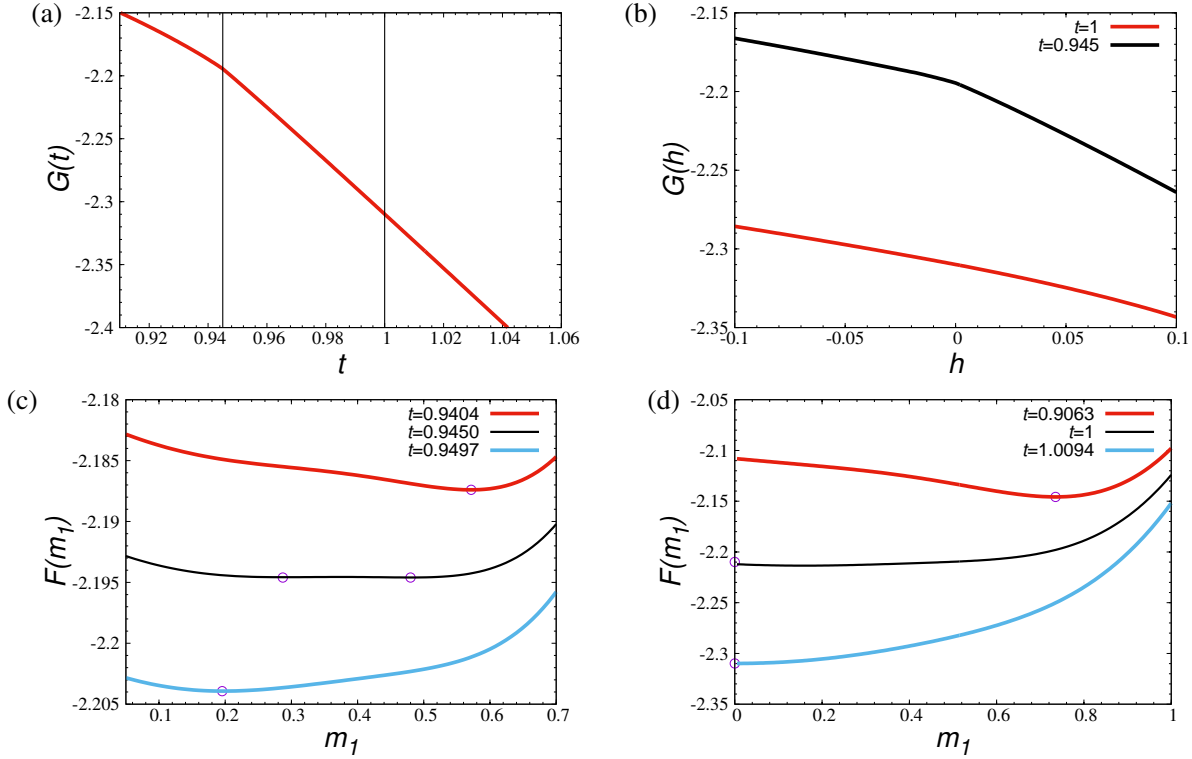 (a)
-2.15
-2.2
-2.25
-2.3
-2.35
-2.4
G(t)
0.92 0.94 0.96 0.98 1 1.02 1.04 1.06
t
(b)
-2.15
-2.2
-2.25
-2.3
-2.35
G(h)
t=1
t=0.945
-0.1 -0.05 0 0.05 0.1
h
(c)
-2.18
-2.185
-2.19
-2.195
-2.2
-2.205
F(m1)
t=0.9404
t=0.9450
t=0.9497
0.1 0.2 0.3 0.4 0.5 0.6 0.7
m1
(d)
-2.05
-2.1
-2.15
-2.2
-2.25
-2.3
-2.35
F(m1)
t=0.9063
t=1
t=1.0094
0 0.2 0.4 0.6 0.8 1
m1